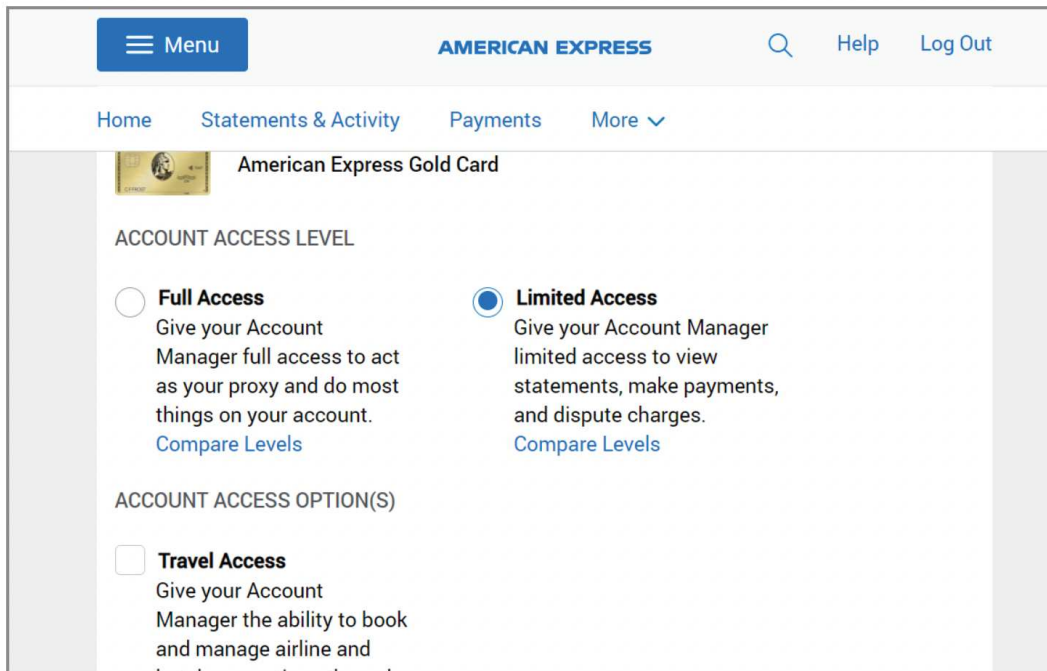 Menu
AMERICAN EXPRESS
Help
Log Out
Home
Statements & Activity
Payments
More
American Express Gold Card
ACCOUNT ACCESS LEVEL
Full Access
Give your Account
Manager full access to act
as your proxy and do most
things on your account.
Compare Levels
Limited Access
Give your Account Manager
limited access to view
statements, make payments,
and dispute charges.
Compare Levels
ACCOUNT ACCESS OPTION(S)
Travel Access
Give your Account
Manager the ability to book
and manage airline and